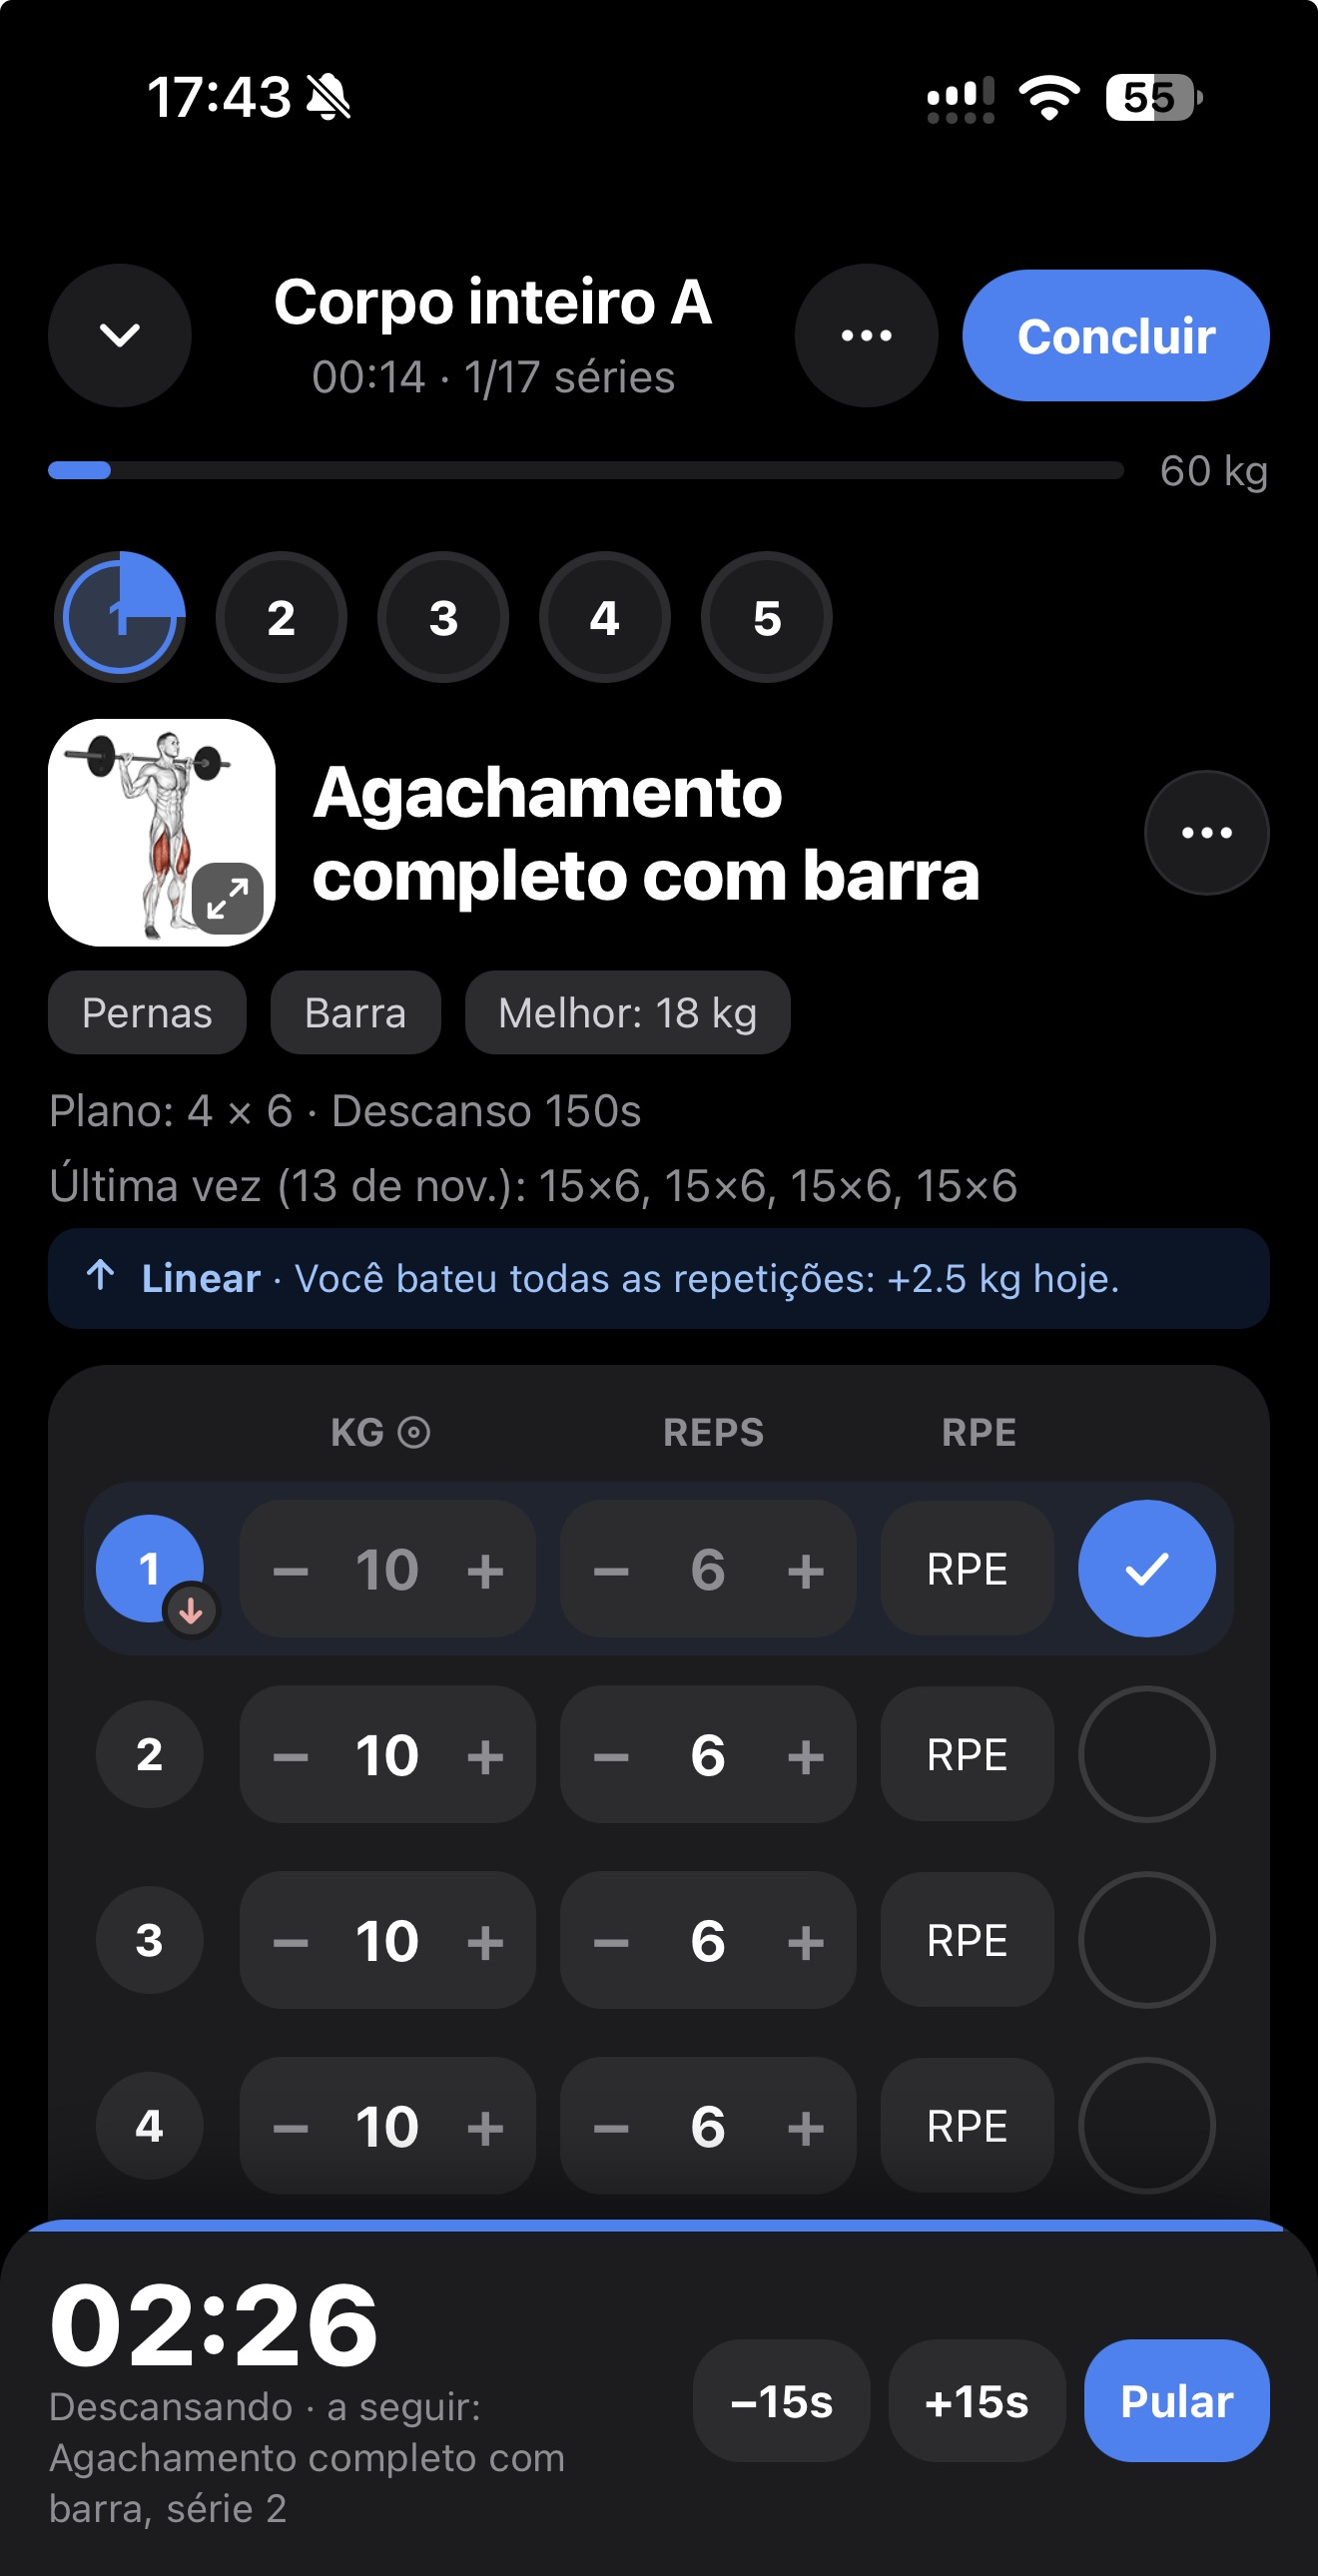 17:43
55
Corpo inteiro A
00:14 · 1/17 séries
Concluir
60 kg
1 2 3 4 5
Agachamento
completo com barra
Pernas Barra Melhor: 18 kg
Plano: 4 × 6 · Descanso 150s
Última vez (13 de nov.): 15×6, 15×6, 15×6, 15×6
↑ Linear · Você bateu todas as repetições: +2.5 kg hoje.
KG REPS RPE
1 − 10 + − 6 + RPE
2 − 10 + − 6 + RPE
3 − 10 + − 6 + RPE
4 − 10 + − 6 + RPE
02:26
Descansando · a seguir:
Agachamento completo com
barra, série 2
−15s +15s Pular